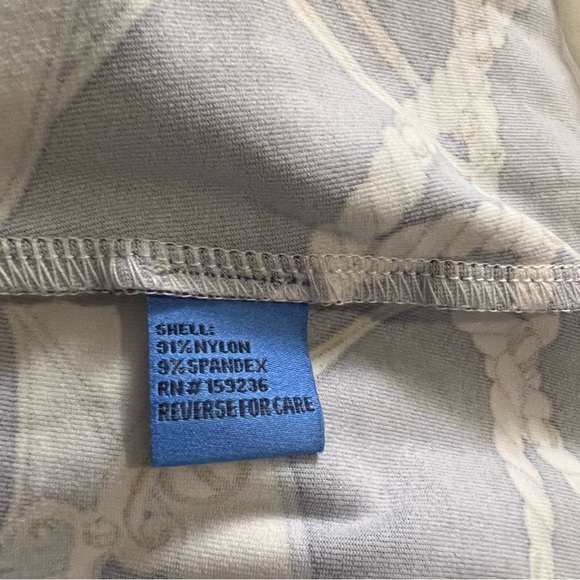 SHELL:
91% NYLON
9% SPANDEX
RN# 159236
REVERSE FOR CARE